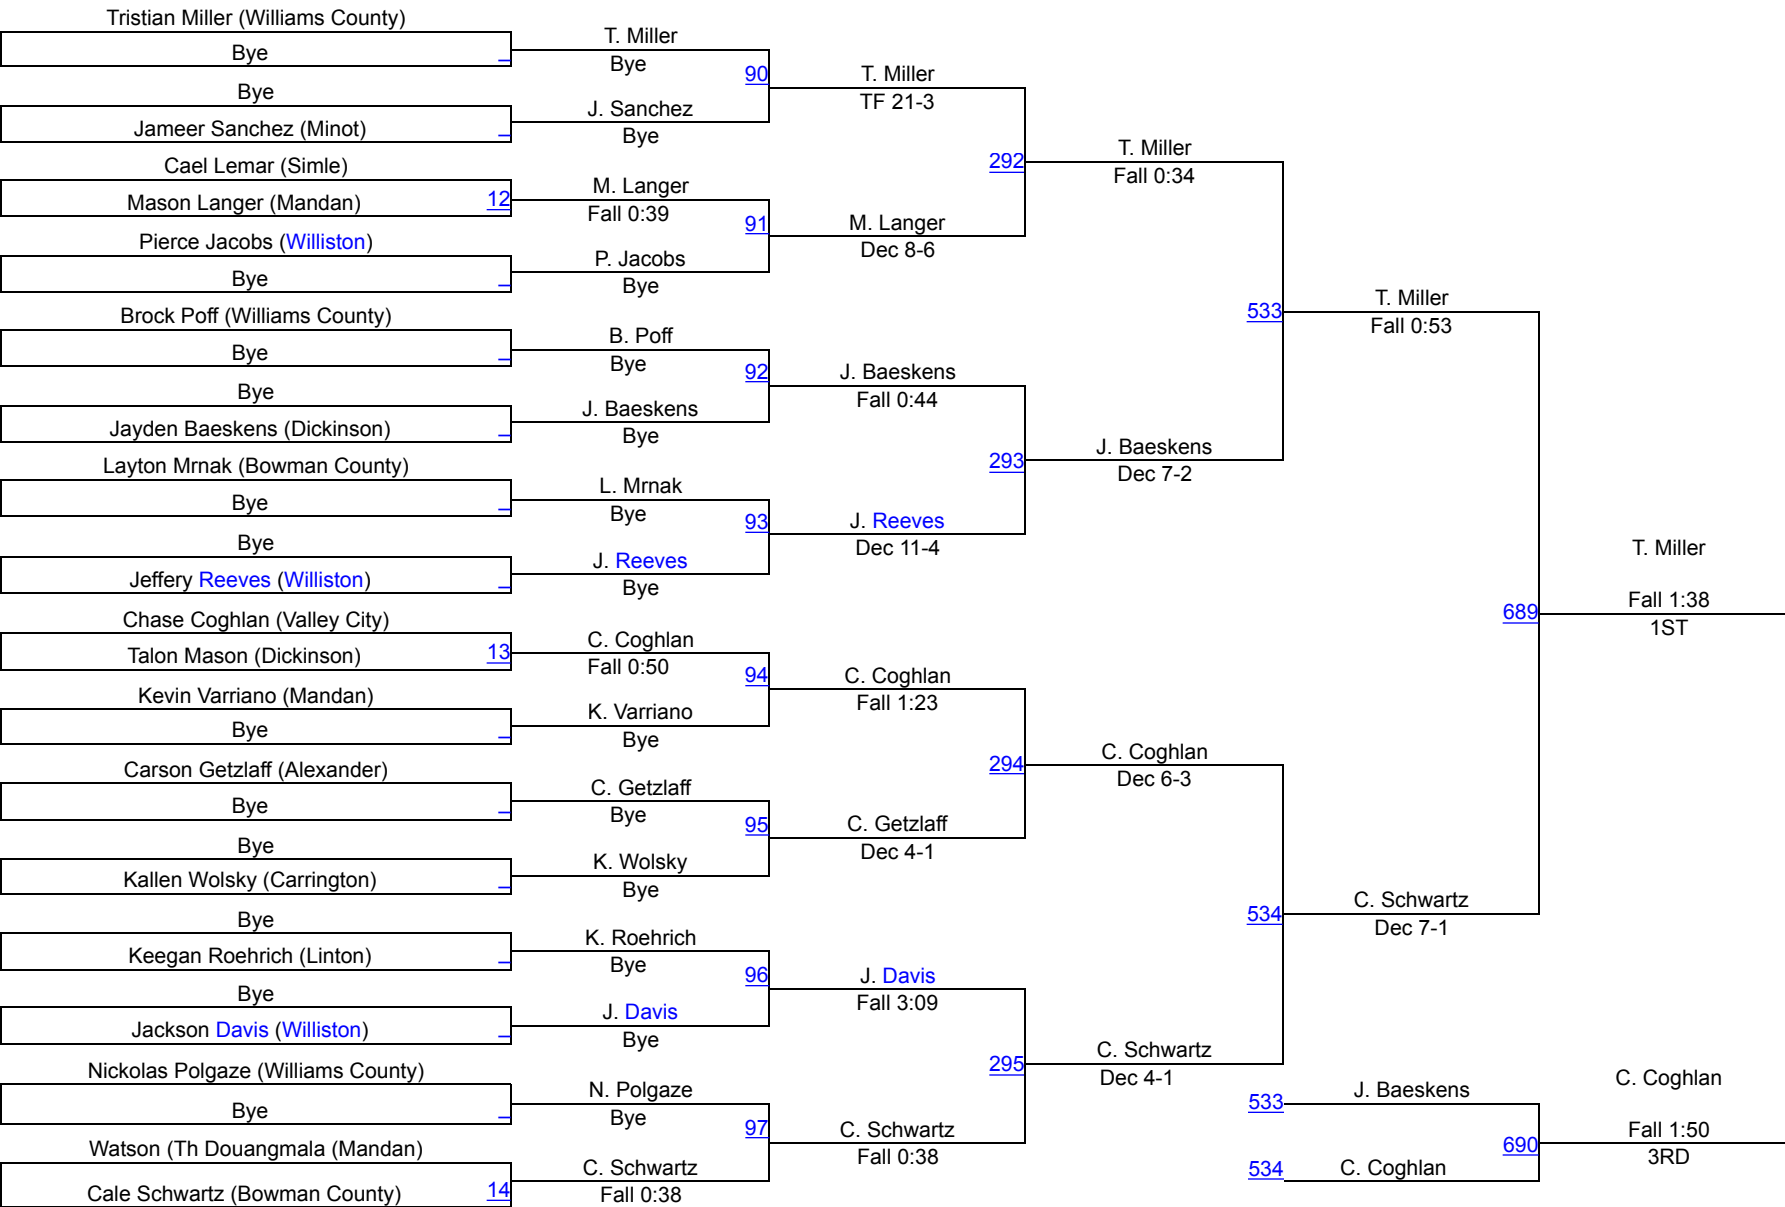 Tristian Miller (Williams County)
Bye
Bye
Jameer Sanchez (Minot)
Cael Lemar (Simle)
Mason Langer (Mandan)
12
Pierce Jacobs (Williston)
Bye
Brock Poff (Williams County)
Bye
Bye
Jayden Baeskens (Dickinson)
Layton Mrnak (Bowman County)
Bye
Bye
Jeffery Reeves (Williston)
Chase Coghlan (Valley City)
Talon Mason (Dickinson)
13
Kevin Varriano (Mandan)
Bye
Carson Getzlaff (Alexander)
Bye
Bye
Kallen Wolsky (Carrington)
Bye
Keegan Roehrich (Linton)
Bye
Jackson Davis (Williston)
Nickolas Polgaze (Williams County)
Bye
Watson (Th Douangmala (Mandan)
Cale Schwartz (Bowman County)
14
T. Miller
Bye
90
J. Sanchez
Bye
M. Langer
Fall 0:39
91
P. Jacobs
Bye
B. Poff
Bye
92
J. Baeskens
Bye
L. Mrnak
Bye
93
J. Reeves
Bye
C. Coghlan
Fall 0:50
94
K. Varriano
Bye
C. Getzlaff
Bye
95
K. Wolsky
Bye
K. Roehrich
Bye
96
J. Davis
Bye
N. Polgaze
Bye
97
C. Schwartz
Fall 0:38
T. Miller
TF 21-3
292
M. Langer
Dec 8-6
J. Baeskens
Fall 0:44
293
J. Reeves
Dec 11-4
C. Coghlan
Fall 1:23
294
C. Getzlaff
Dec 4-1
J. Davis
Fall 3:09
295
C. Schwartz
Fall 0:38
T. Miller
Fall 0:34
533
J. Baeskens
Dec 7-2
C. Coghlan
Dec 6-3
534
C. Schwartz
Dec 4-1
T. Miller
Fall 0:53
689
C. Schwartz
Dec 7-1
T. Miller
Fall 1:38
1ST
533
J. Baeskens
690
534
C. Coghlan
C. Coghlan
Fall 1:50
3RD